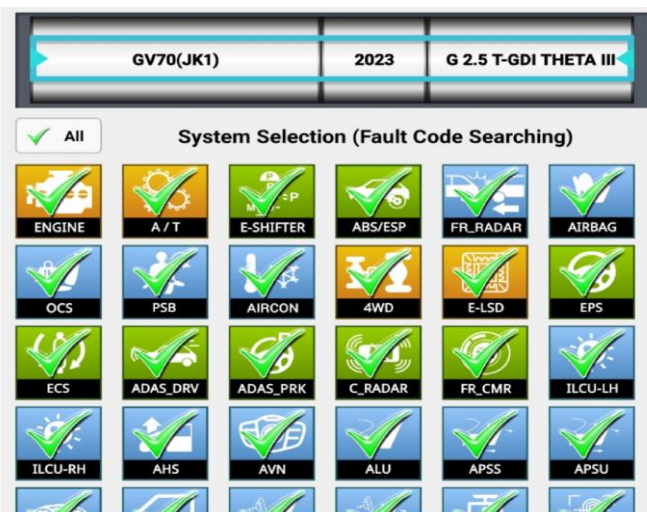 GV70(JK1) 2023 G 2.5 T-GDI THETA III
All System Selection (Fault Code Searching)
ENGINE A / T E-SHIFTER ABS/ESP FR_RADAR AIRBAG
OCS PSB AIRCON 4WD E-LSD EPS
ECS ADAS_DRV ADAS_PRK C_RADAR FR_CMR ILCU-LH
ILCU-RH AHS AVN ALU APSS APSU